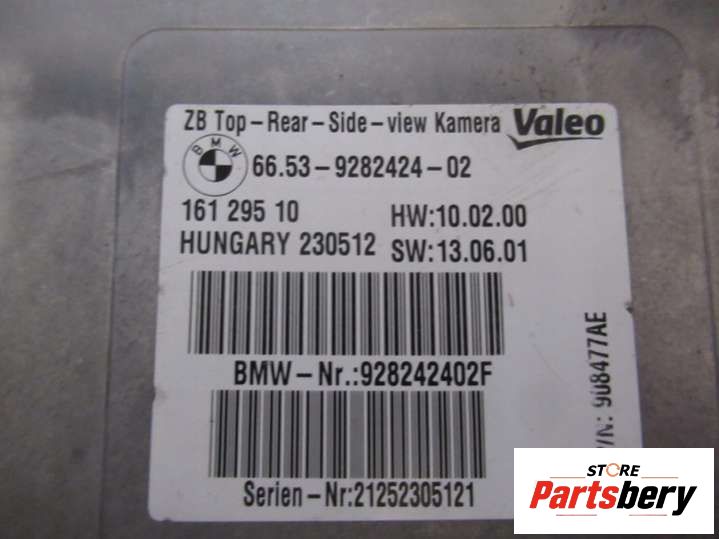 ZB Top-Rear-Side-view Kamera Valeo
BMW
66.53-9282424-02
161 295 10 HW:10.02.00
HUNGARY 230512 SW:13.06.01
BMW-Nr.:928242402F
Serien-Nr:21252305121
/N: 908477AE
STORE
Partsbery